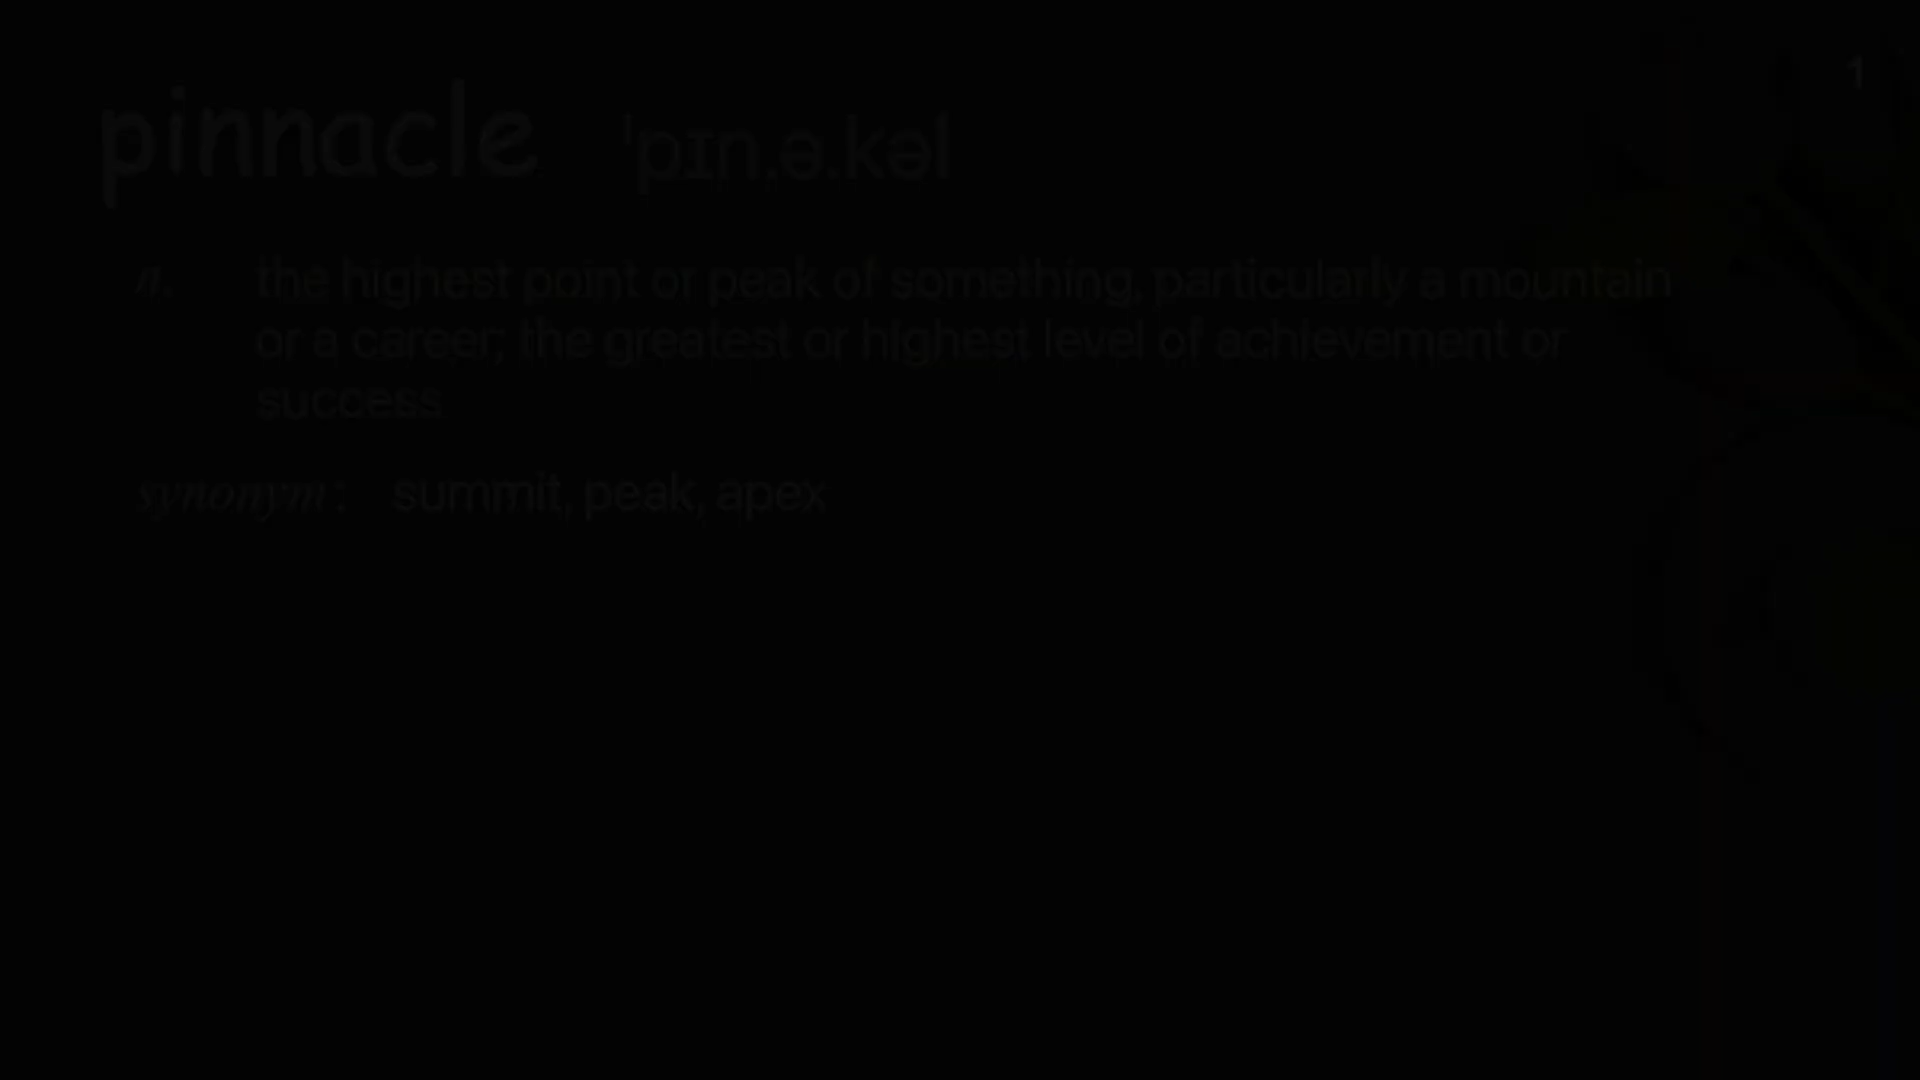 1
pinnacle ˈpɪn.ə.kəl
n. the highest point or peak of something, particularly a mountain
or a career; the greatest or highest level of achievement or
success
synonym: summit, peak, apex